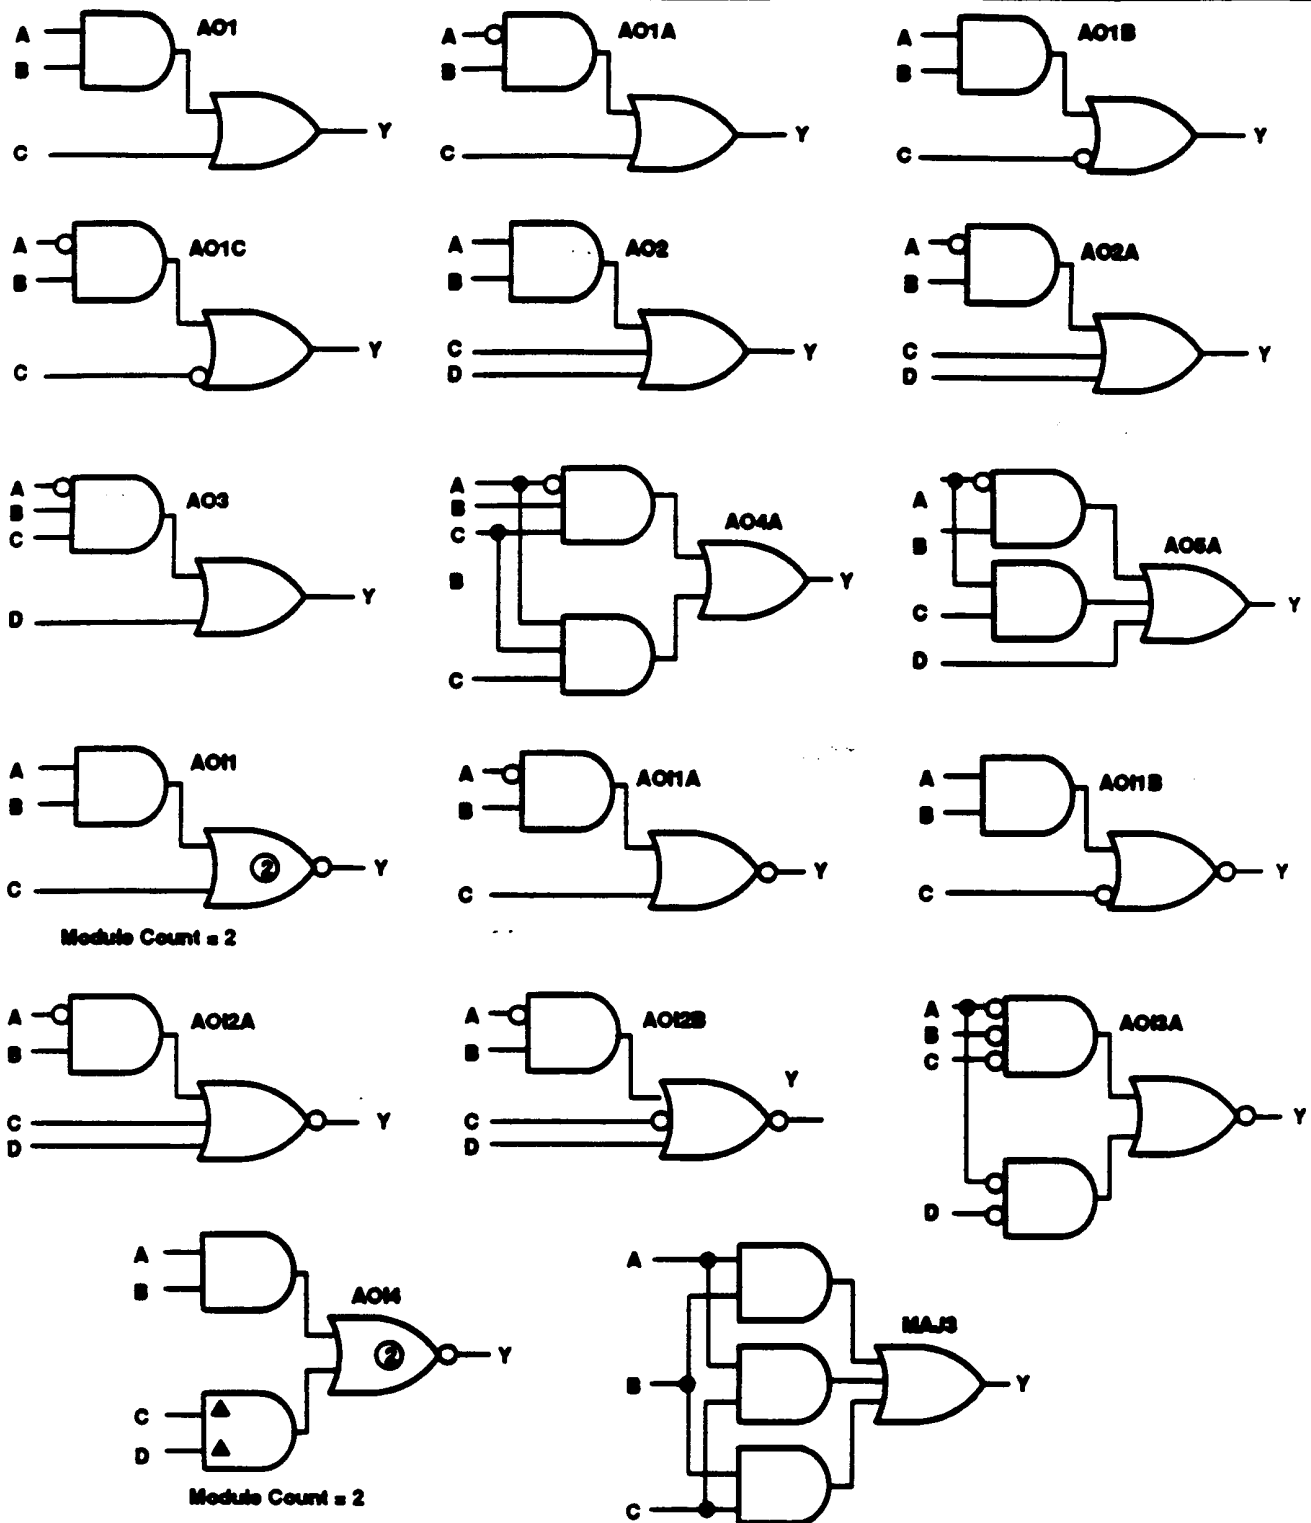 A AO1
B
C Y
A AO1A
B
C Y
A AO1B
B
C Y
A AO1C
B
C Y
A AO2
B
C Y
D
A AO2A
B
C Y
D
A AO3
B
C
D Y
A
B
C AO4A
B Y
C
A
B AO5A
C Y
D
A AOI1
B
2 Y
C
Module Count = 2
A AOI1A
B
C Y
A AOI1B
B
C Y
A AOI2A
B
C Y
D
A AOI2B
B
Y
C
D
A AOI3A
B
C
Y
D
A
B AOI4
2 Y
C
D
Module Count = 2
A
MAJ3
B Y
C